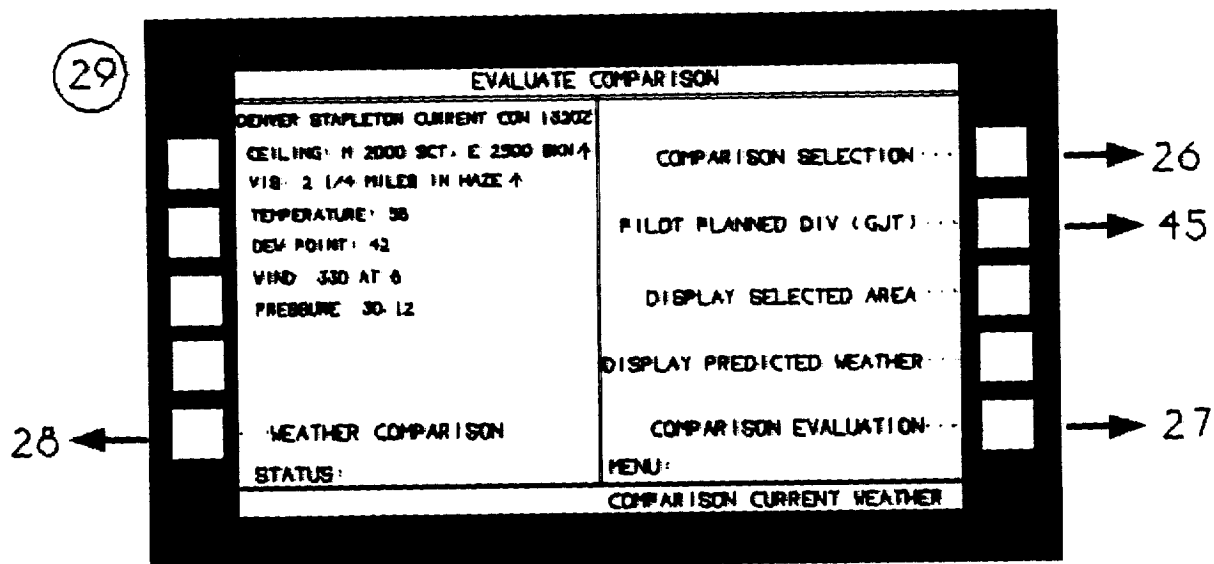 29
EVALUATE COMPARISON
DENVER STAPLETON CURRENT CON
CEILING: M 2000 SCT, E 2500 BKN ↑
VIS: 2 1/4 MILES IN HAZE ↑
TEMPERATURE: 58
DEW POINT: 42
WIND 330 AT 6
PRESSURE 30.12
28
WEATHER COMPARISON
STATUS:
COMPARISON SELECTION
26
PILOT PLANNED DIV (GJT)
45
DISPLAY SELECTED AREA
DISPLAY PREDICTED WEATHER
COMPARISON EVALUATION
27
MENU:
COMPARISON CURRENT WEATHER